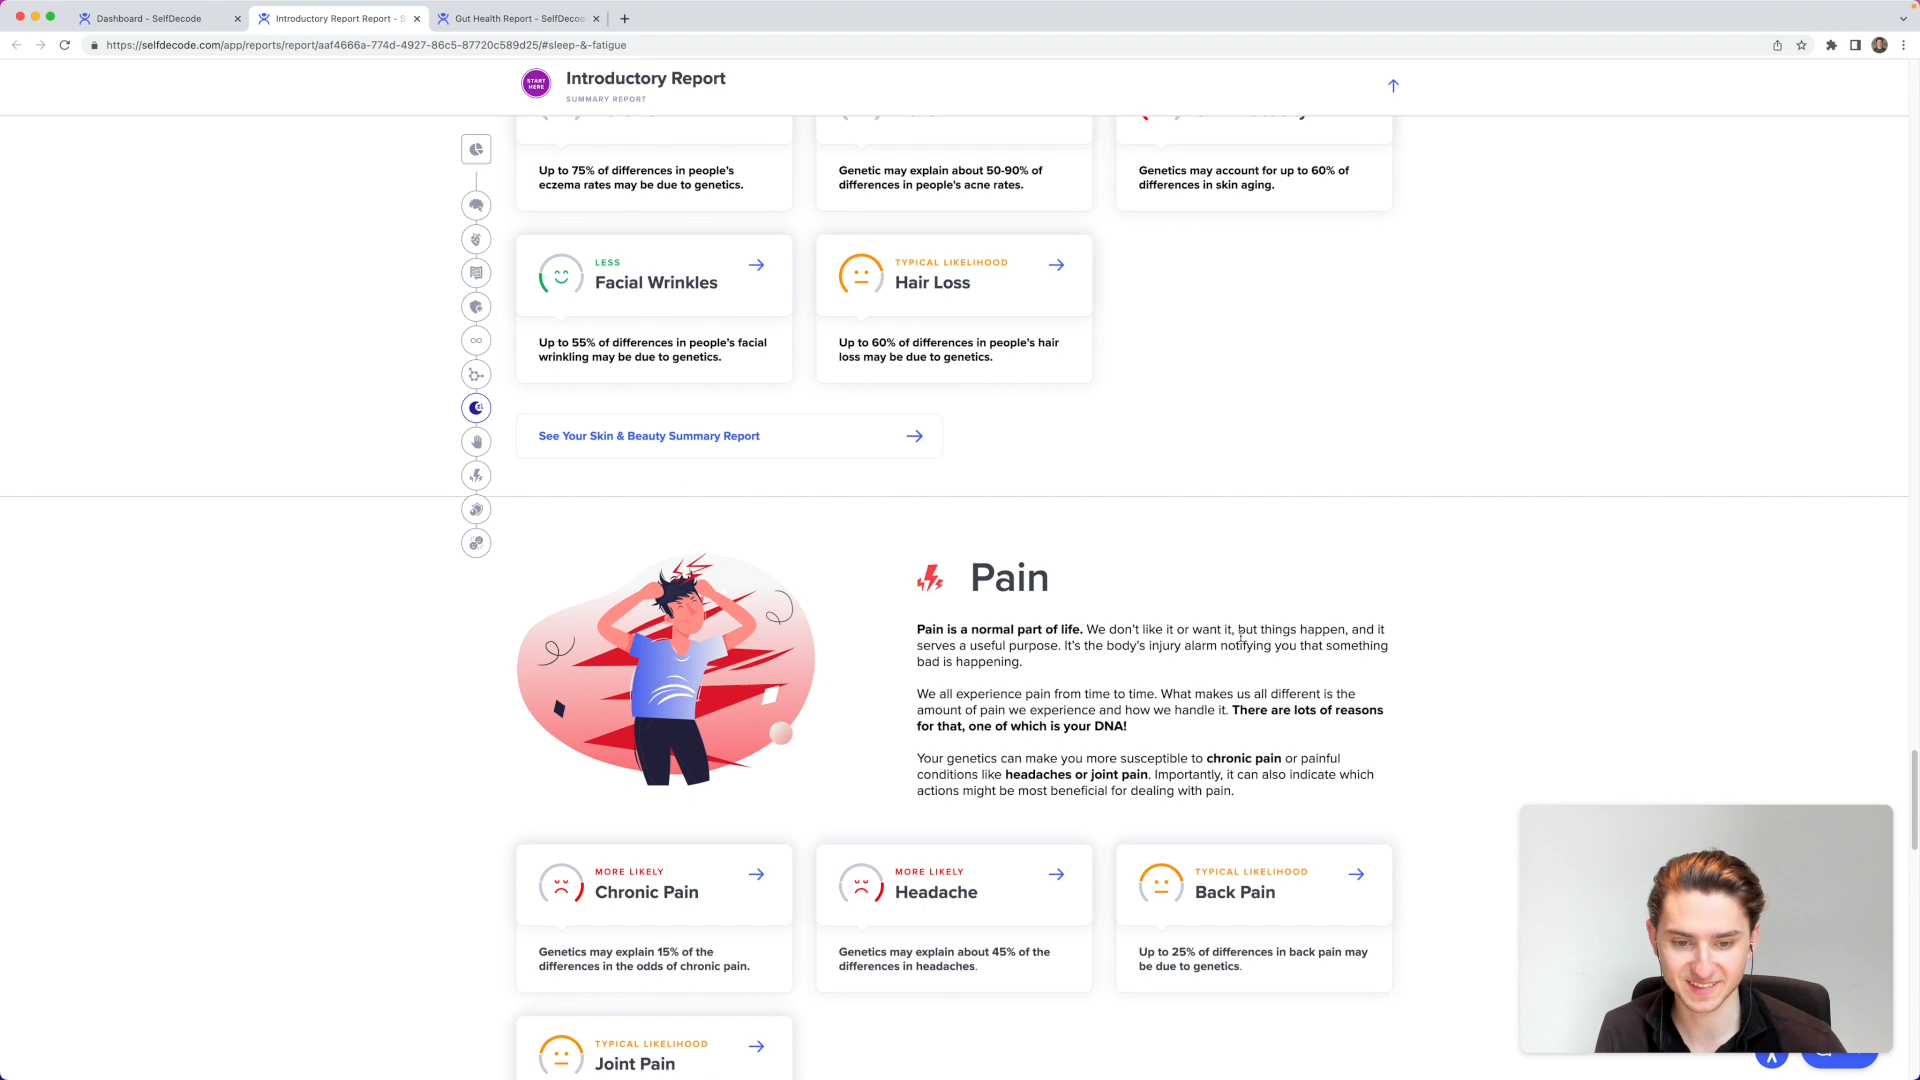 Dashboard - SelfDecode
Introductory Report Report - S
Gut Health Report - SelfDecod
https://selfdecode.com/app/reports/report/aaf4666a-774d-4927-86c5-87720c589d25/#sleep-&-fatigue
START
HERE
Introductory Report
SUMMARY REPORT
Up to 75% of differences in people's
eczema rates may be due to genetics.
Genetic may explain about 50-90% of
differences in people's acne rates.
Genetics may account for up to 60% of
differences in skin aging.
LESS
Facial Wrinkles
Up to 55% of differences in people's facial
wrinkling may be due to genetics.
TYPICAL LIKELIHOOD
Hair Loss
Up to 60% of differences in people's hair
loss may be due to genetics.
See Your Skin & Beauty Summary Report
Pain
Pain is a normal part of life. We don't like it or want it, but things happen, and it
serves a useful purpose. It's the body's injury alarm notifying you that something
bad is happening.
We all experience pain from time to time. What makes us all different is the
amount of pain we experience and how we handle it. There are lots of reasons
for that, one of which is your DNA!
Your genetics can make you more susceptible to chronic pain or painful
conditions like headaches or joint pain. Importantly, it can also indicate which
actions might be most beneficial for dealing with pain.
MORE LIKELY
Chronic Pain
Genetics may explain 15% of the
differences in the odds of chronic pain.
MORE LIKELY
Headache
Genetics may explain about 45% of the
differences in headaches.
TYPICAL LIKELIHOOD
Back Pain
Up to 25% of differences in back pain may
be due to genetics.
TYPICAL LIKELIHOOD
Joint Pain